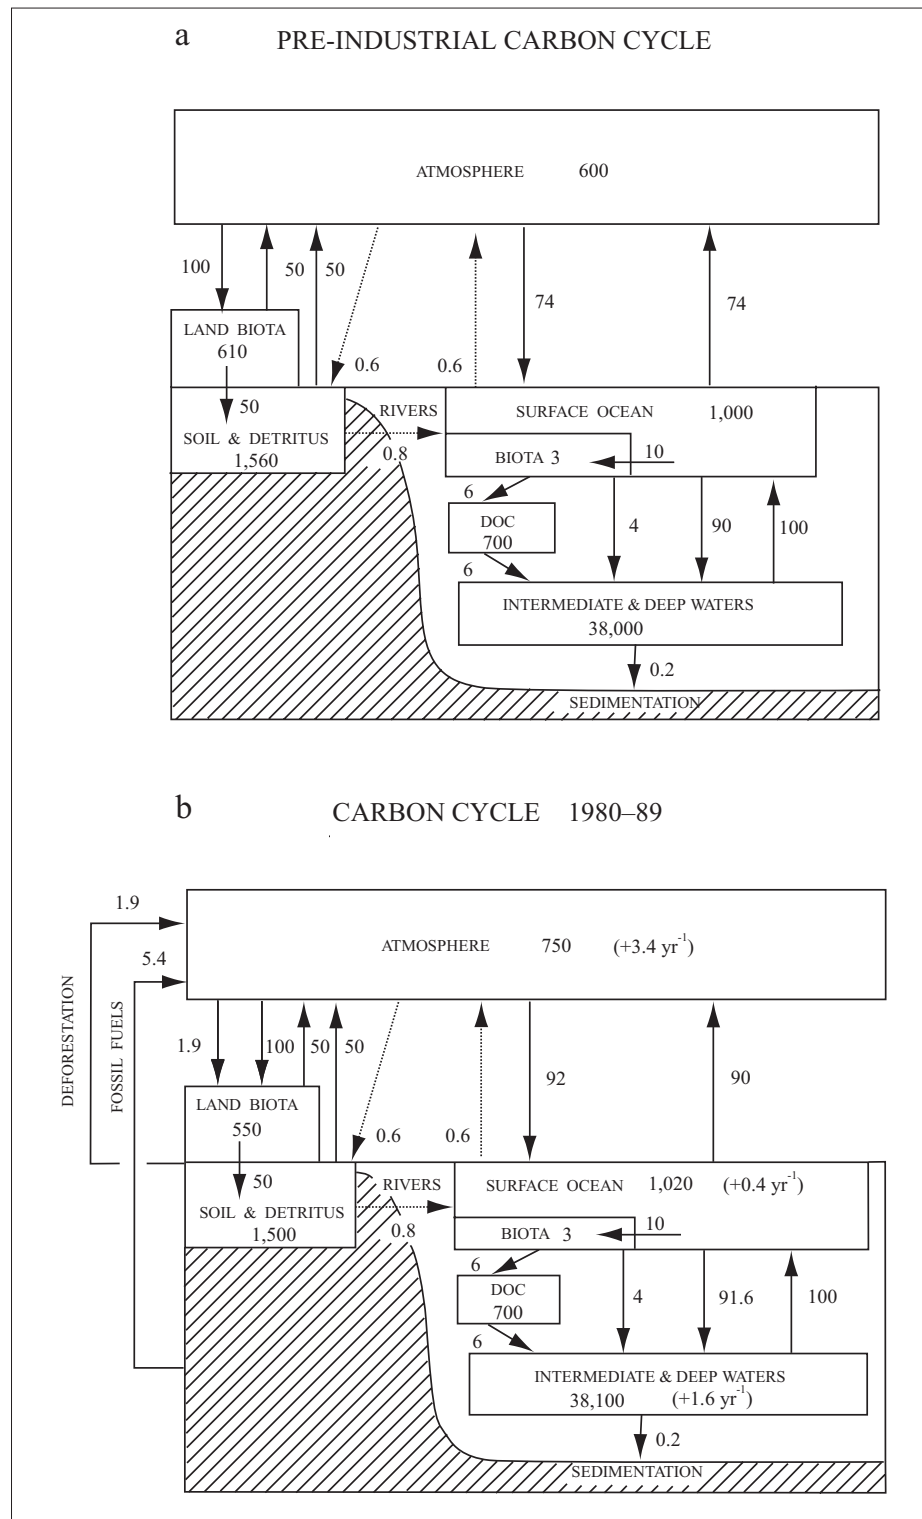 a PRE-INDUSTRIAL CARBON CYCLE
ATMOSPHERE 600
100 50 50 74 74
LAND BIOTA
610
0.6 0.6
50
RIVERS
SURFACE OCEAN 1,000
SOIL & DETRITUS
1,560
0.8
BIOTA 3 10
6
DOC
700
4 90 100
6
INTERMEDIATE & DEEP WATERS
38,000
0.2
SEDIMENTATION
b CARBON CYCLE 1980–89
1.9
ATMOSPHERE 750 (+3.4 yr-1)
5.4
DEFORESTATION
FOSSIL FUELS
1.9 100 50 50 92 90
LAND BIOTA
550
0.6 0.6
50
RIVERS
SURFACE OCEAN 1,020 (+0.4 yr-1)
SOIL & DETRITUS
1,500
0.8
BIOTA 3 10
6
DOC
700
4 91.6 100
6
INTERMEDIATE & DEEP WATERS
38,100 (+1.6 yr-1)
0.2
SEDIMENTATION